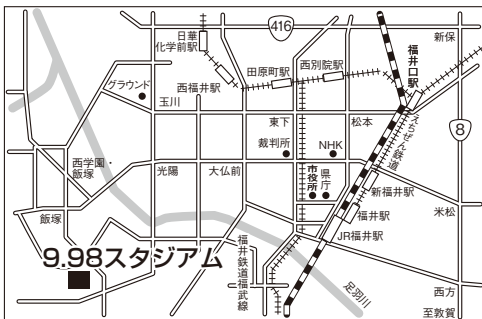 日華
化学前駅
416
新保
福井口駅
西別院駅
田原町駅
グラウンド
西福井駅
玉川
東下
松本
えちぜん鉄道
8
裁判所
NHK
西学園・
飯塚
光陽
大仏前
市役所
県庁
新福井駅
飯塚
福井駅
米松
JR福井駅
9.98スタジアム
福井鉄道福武線
足羽川
西方
至敦賀